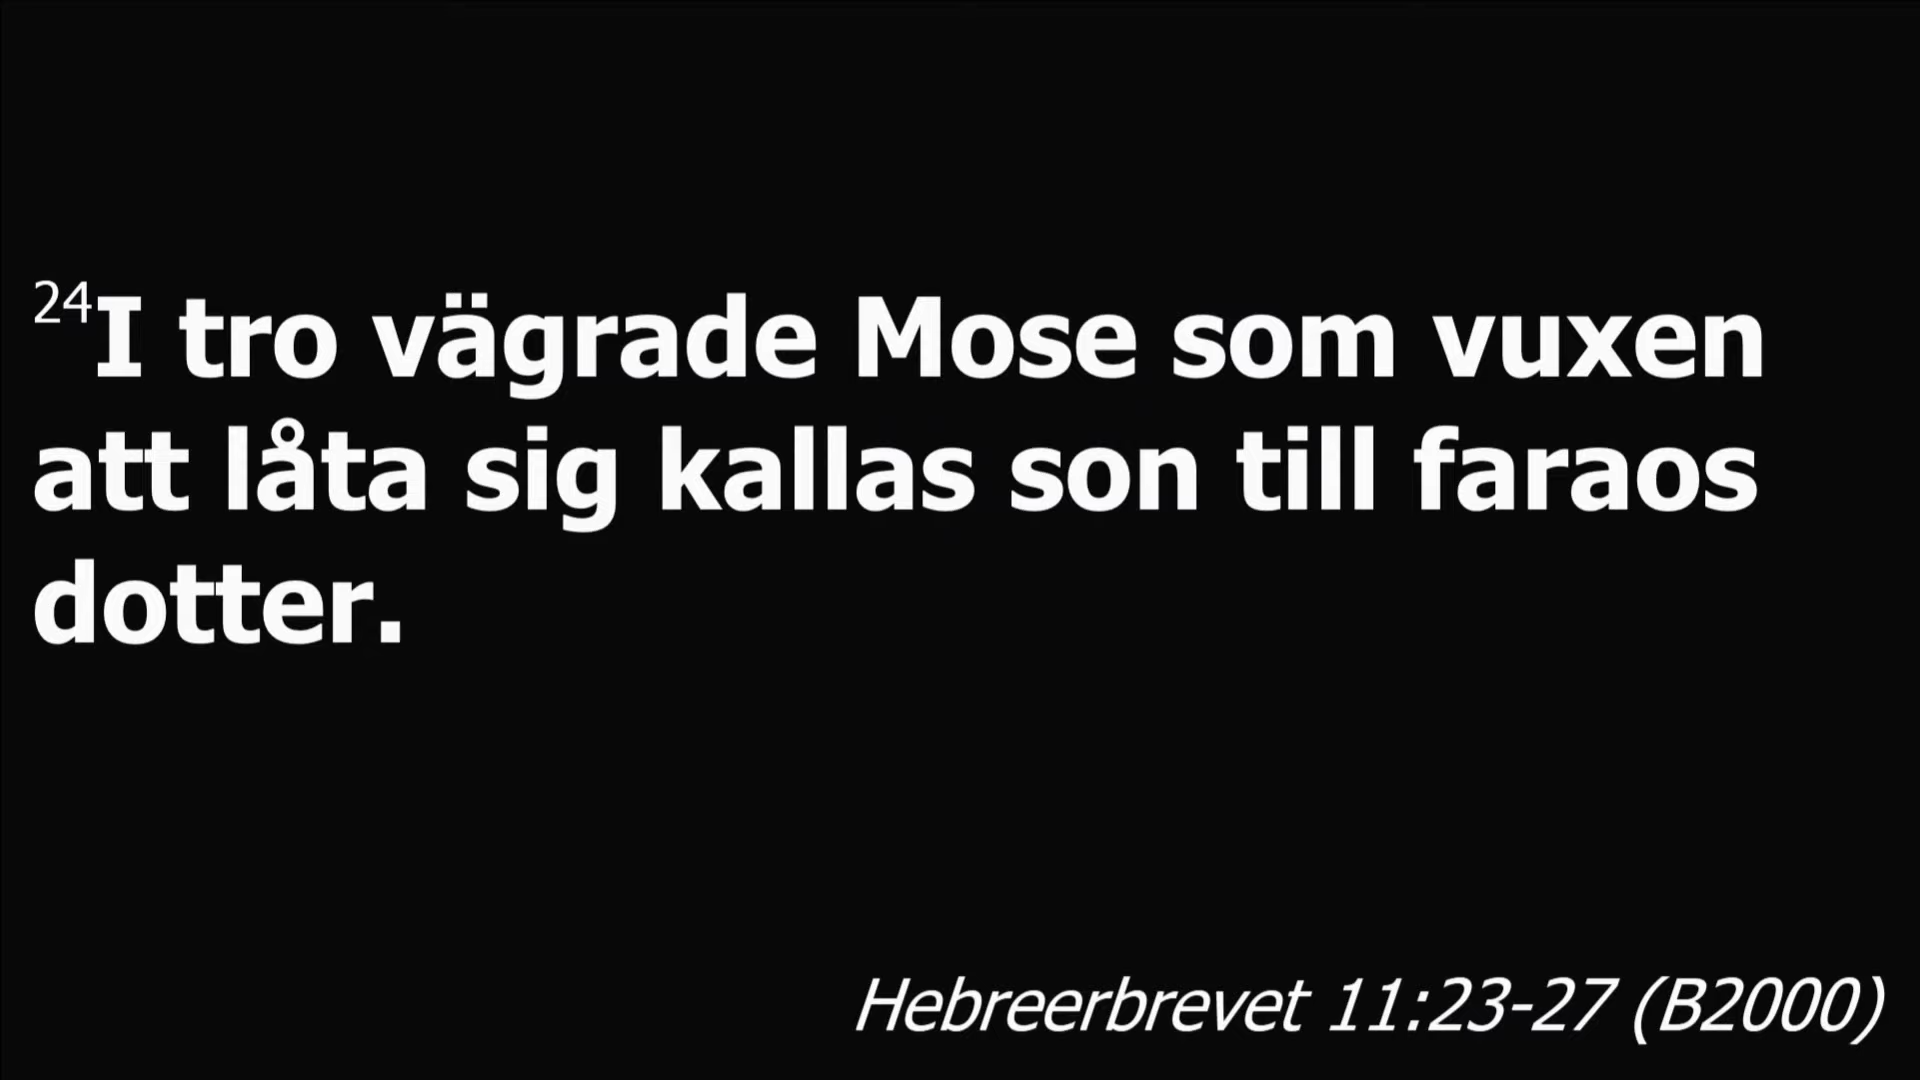 24I tro vägrade Mose som vuxen
att låta sig kallas son till faraos
dotter.
Hebreerbrevet 11:23-27 (B2000)